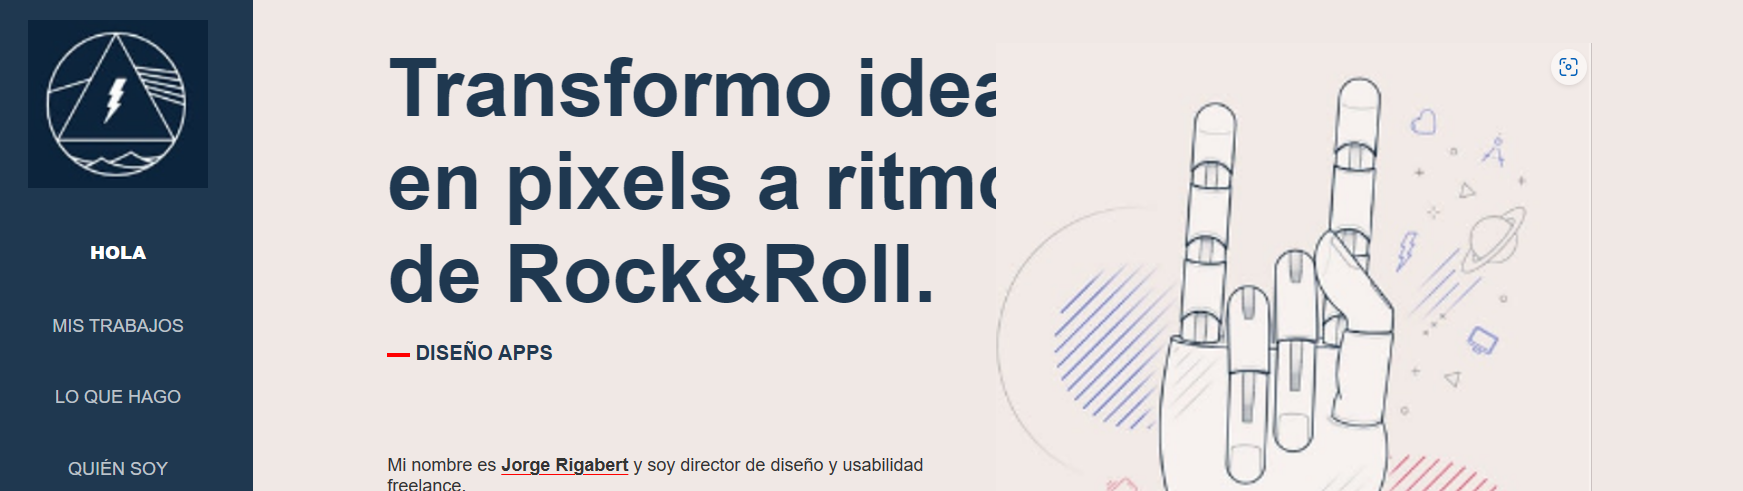 HOLA
MIS TRABAJOS
LO QUE HAGO
QUIÉN SOY
Transformo idea
en pixels a ritmo
de Rock&Roll.
DISEÑO APPS
Mi nombre es Jorge Rigabert y soy director de diseño y usabilidad
freelance.